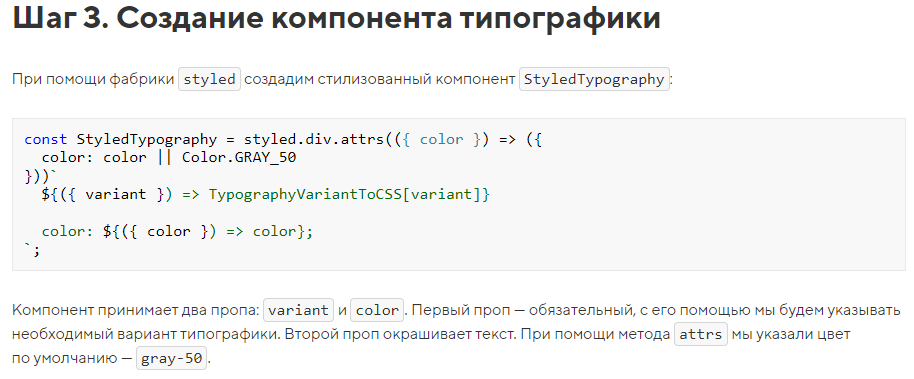 Шаг 3. Создание компонента типографики
При помощи фабрики styled создадим стилизованный компонент StyledTypography:
const StyledTypography = styled.div.attrs(({ color }) => ({
  color: color || Color.GRAY_50
}))`
  ${({ variant }) => TypographyVariantToCSS[variant]}
  color: ${({ color }) => color};
`;
Компонент принимает два пропа: variant и color. Первый проп — обязательный, с его помощью мы будем указывать
необходимый вариант типографики. Второй проп окрашивает текст. При помощи метода attrs мы указали цвет
по умолчанию — gray-50.